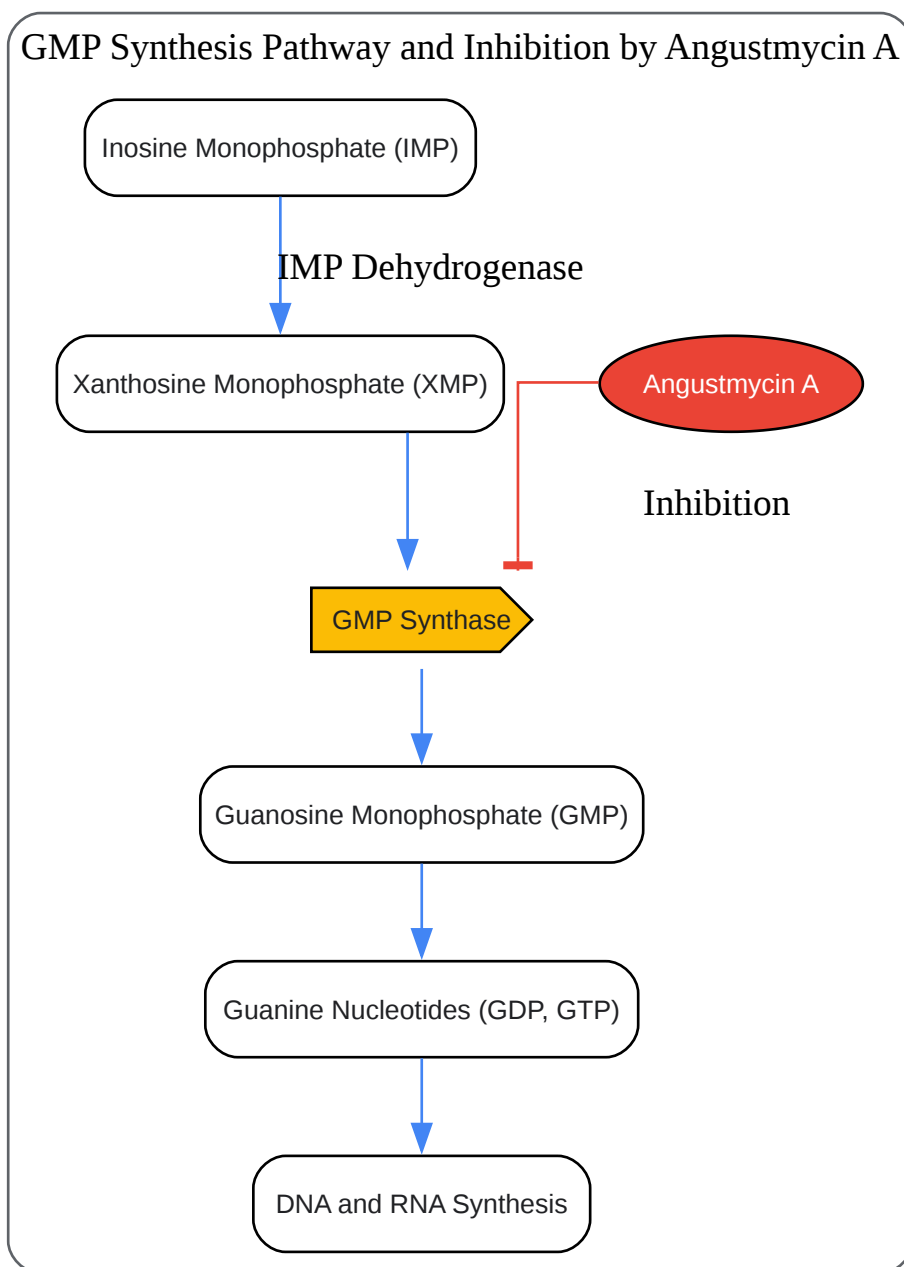 GMP Synthesis Pathway and Inhibition by Angustmycin A
Inosine Monophosphate (IMP)
IMP Dehydrogenase
Xanthosine Monophosphate (XMP)
Angustmycin A
Inhibition
GMP Synthase
Guanosine Monophosphate (GMP)
Guanine Nucleotides (GDP, GTP)
DNA and RNA Synthesis